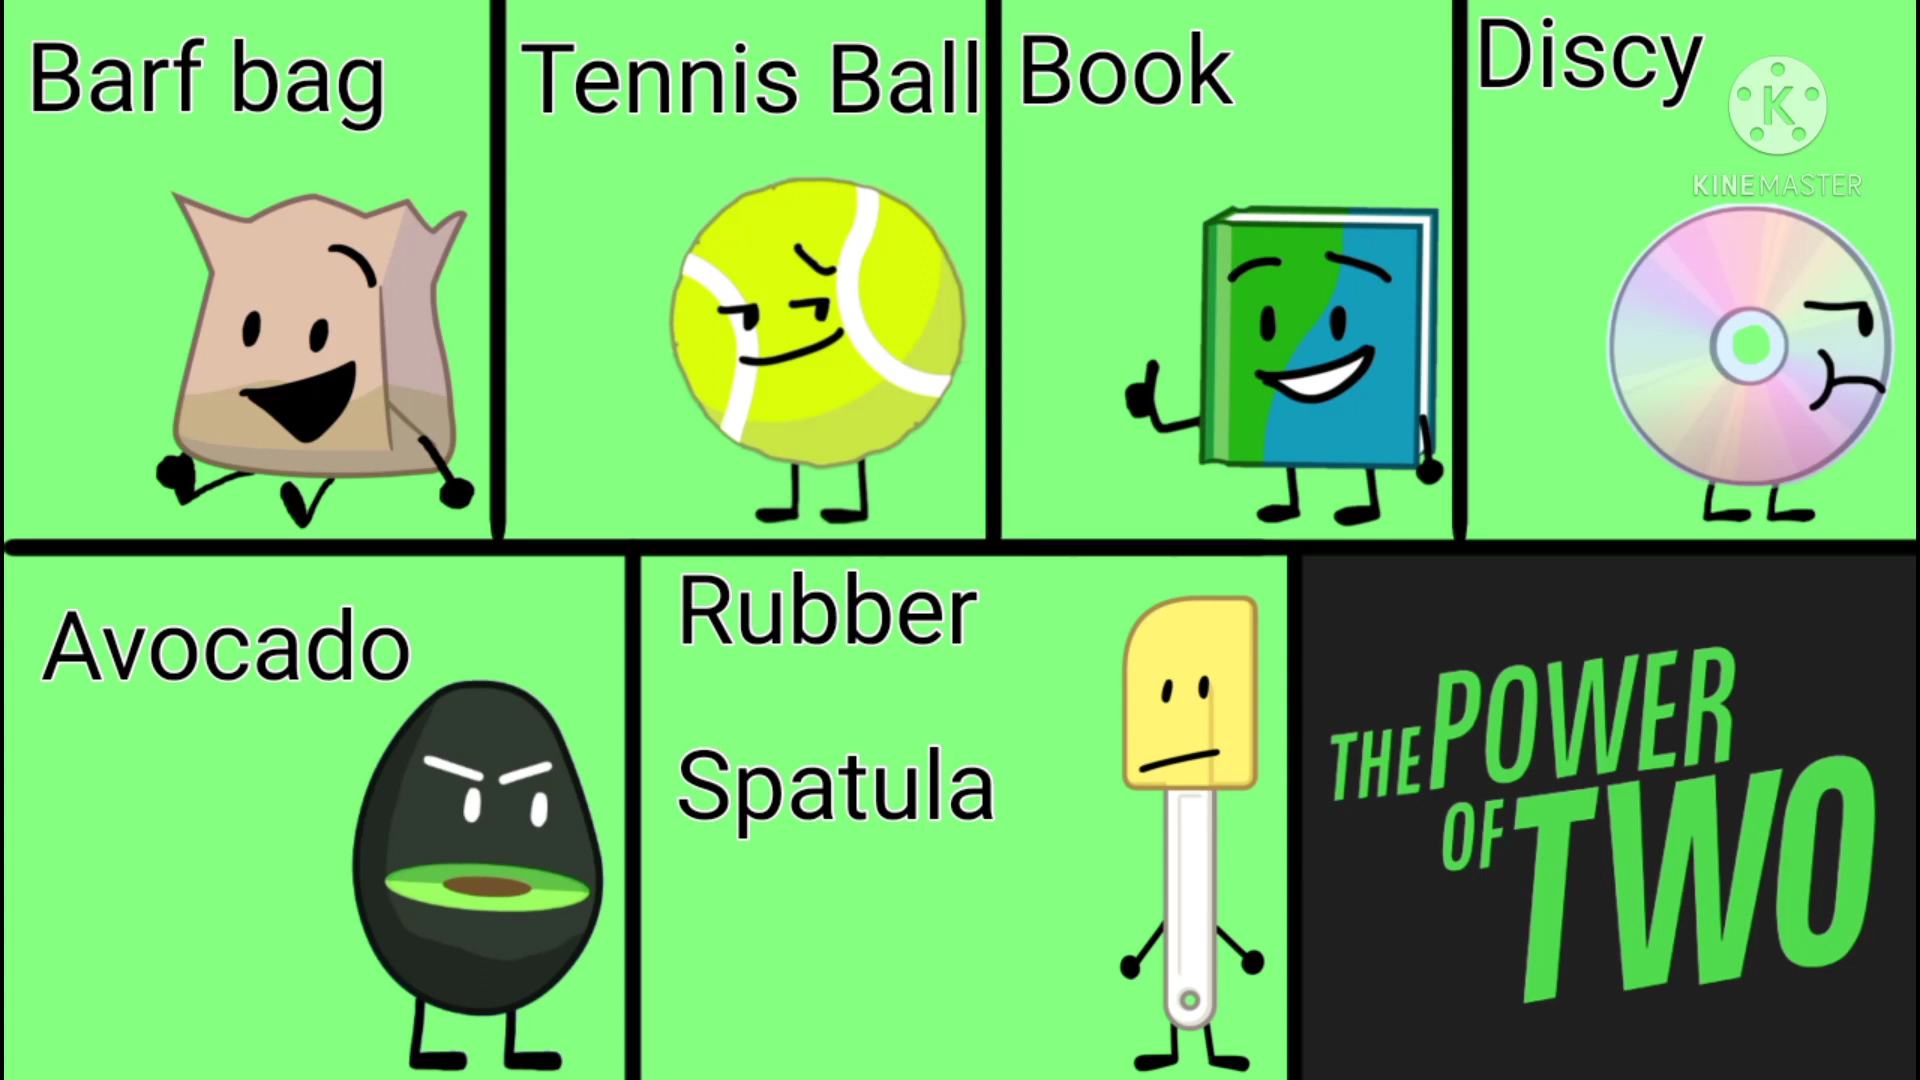 Barf bag
Tennis Ball
Book
Discy
K
KINEMASTER
Avocado
Rubber
Spatula
THE POWER
OF TWO